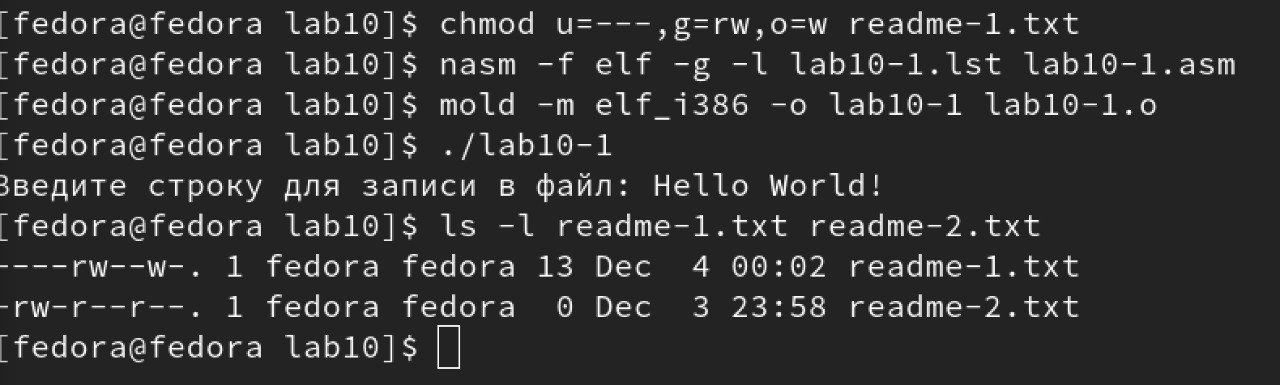 [fedora@fedora lab10]$ chmod u=---,g=rw,o=w readme-1.txt
[fedora@fedora lab10]$ nasm -f elf -g -l lab10-1.lst lab10-1.asm
[fedora@fedora lab10]$ mold -m elf_i386 -o lab10-1 lab10-1.o
[fedora@fedora lab10]$ ./lab10-1
Введите строку для записи в файл: Hello World!
[fedora@fedora lab10]$ ls -l readme-1.txt readme-2.txt
----rw--w-. 1 fedora fedora 13 Dec  4 00:02 readme-1.txt
-rw-r--r--. 1 fedora fedora  0 Dec  3 23:58 readme-2.txt
[fedora@fedora lab10]$